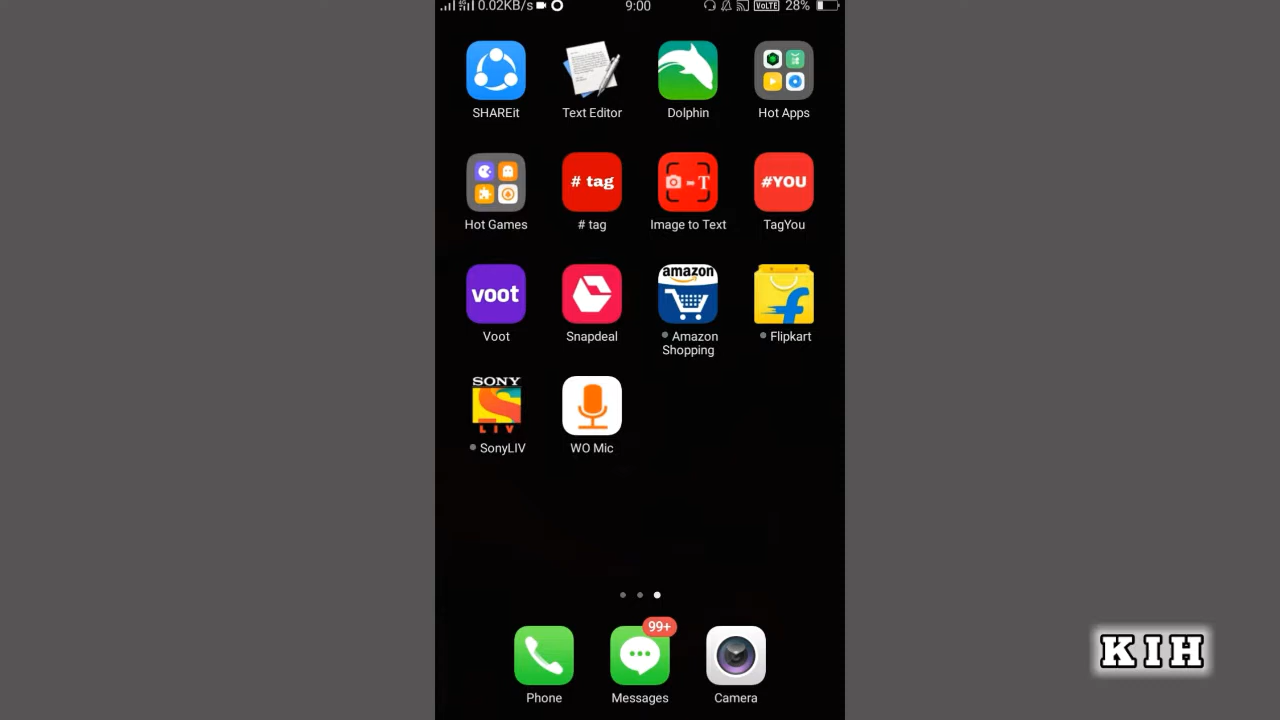 0.02KB/s 9:00 VoLTE 28%
SHAREit Text Editor Dolphin Hot Apps
# tag -T #YOU
Hot Games # tag Image to Text TagYou
voot amazon
Voot Snapdeal Amazon Shopping Flipkart
SONY
LIV
SonyLIV WO Mic
99+
Phone Messages Camera
KIH